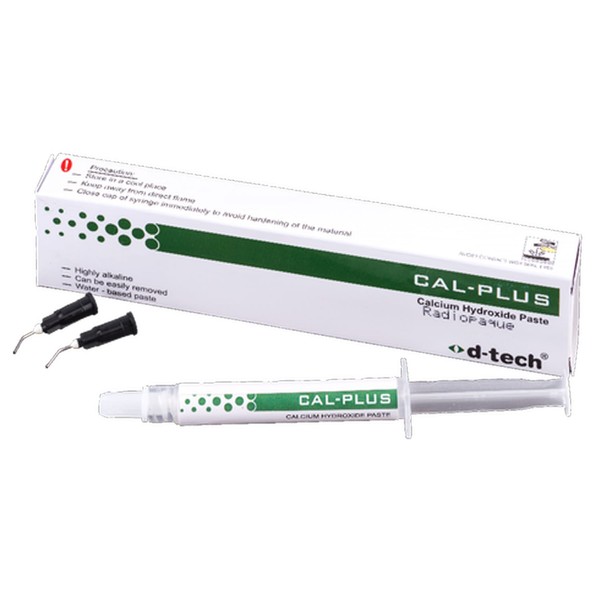 Precaution:
— Store in a cool place
— Keep away from direct flame
— Close cap of syringe immediately to avoid hardening of the material
— Highly alkaline
— Can be easily removed
— Water - based paste
CAL-PLUS
Calcium Hydroxide Paste
Radiopaque
d-tech®
CAL-PLUS
CALCIUM HYDROXIDE PASTE